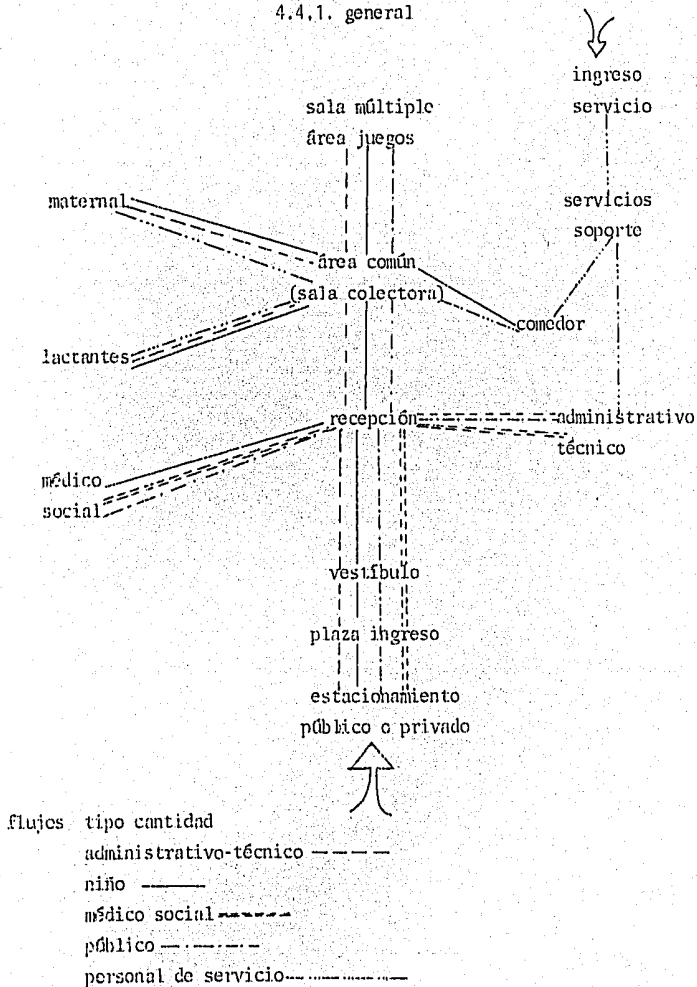 4.4.1. general
ingreso
servicio
sala múltiple
área juegos
maternal
servicios
soporte
área común
(sala colectora)
comedor
lactantes
recepción
administrativo
técnico
médico
social
vestíbulo
plaza ingreso
estacionamiento
público o privado
flujos tipo cantidad
administrativo-técnico
niño
médico social
público
personal de servicio